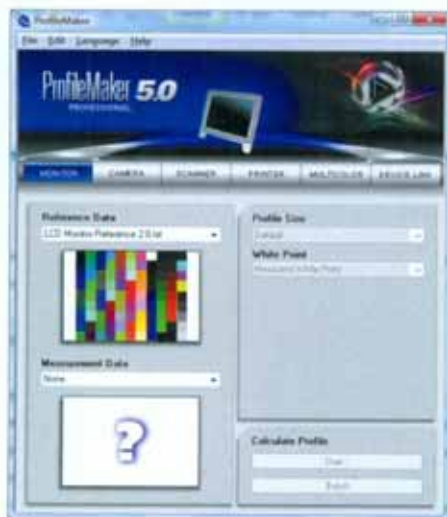 ProfileMaker
File Edit Language Help
ProfileMaker 5.0
PROFESSIONAL
MONITOR CAMERA SCANNER PRINTER MULTICOLOR DEVICE LINK
Reference Data
LCD Monitor Reference 2.0.txt
Measurement Data
None
?
Profile Size
Default
White Point
Measured White Point
Calculate Profile
Start
Batch